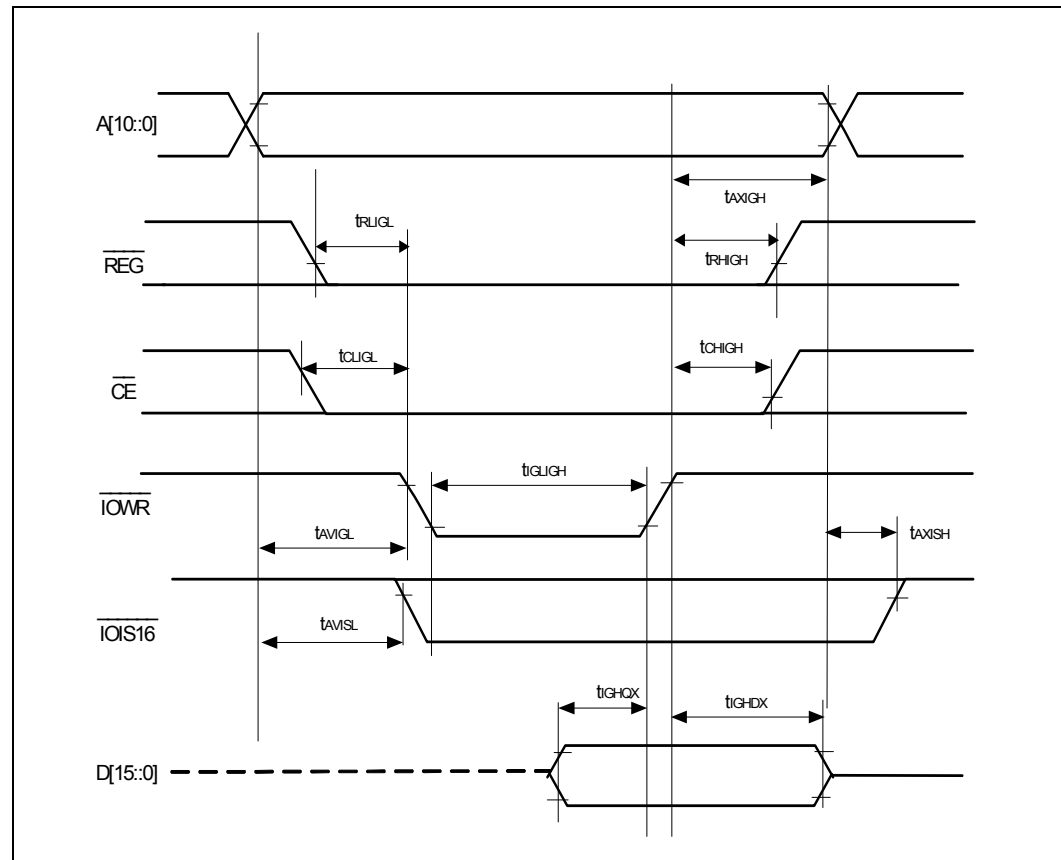 A[10::0]
tAXIGH
tRLIGL
REG
tRHIGH
tCLIGL
tCHIGH
CE
tIGLIGH
IOWR
tAVIGL
tAXISH
IOIS16
tAVISL
tIGHQX
tIGHDX
D[15::0]